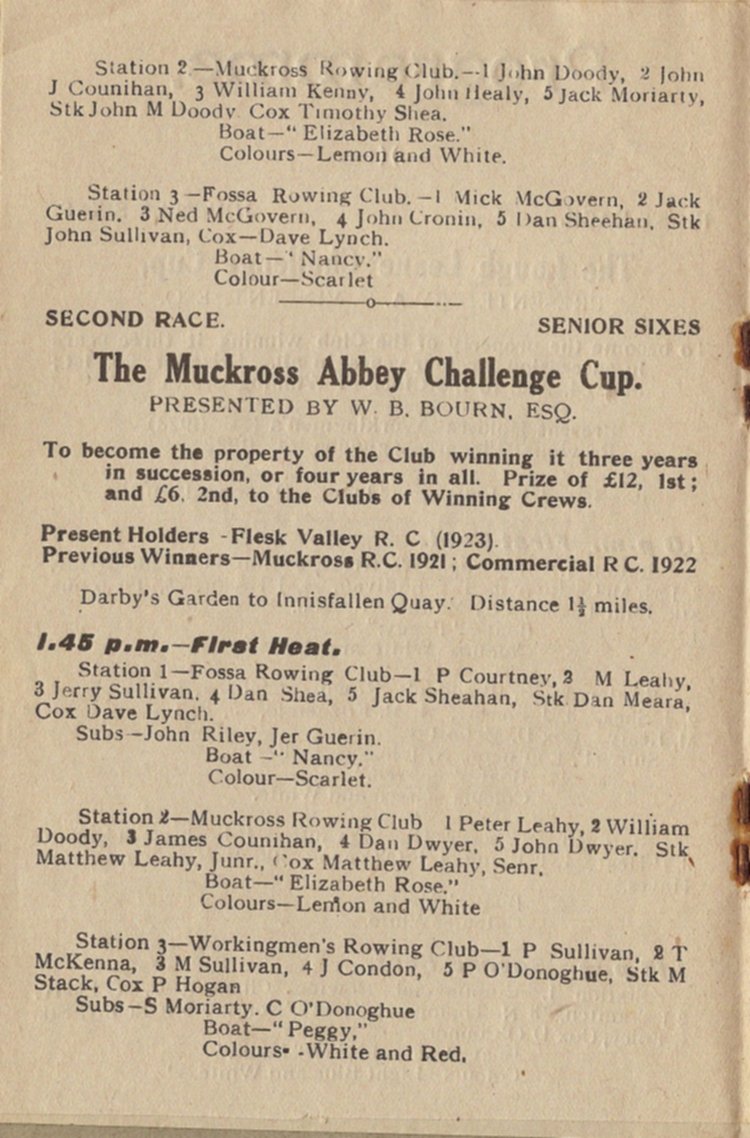 Station 2.—Muckross Rowing Club.—1 John Doody, 2 John
J Counihan, 3 William Kenny, 4 John Healy, 5 Jack Moriarty,
Stk John M Doody. Cox Timothy Shea.
Boat—" Elizabeth Rose."
Colours—Lemon and White.
Station 3—Fossa Rowing Club.—1 Mick McGovern, 2 Jack
Guerin. 3 Ned McGovern, 4 John Cronin, 5 Dan Sheehan, Stk
John Sullivan, Cox—Dave Lynch.
Boat—' Nancy."
Colour—Scarlet
SECOND RACE. SENIOR SIXES
The Muckross Abbey Challenge Cup.
PRESENTED BY W. B. BOURN, ESQ.
To become the property of the Club winning it three years
in succession, or four years in all. Prize of £12, 1st;
and £6, 2nd, to the Clubs of Winning Crews.
Present Holders -Flesk Valley R. C (1923).
Previous Winners—Muckross R.C. 1921; Commercial R C. 1922
Darby's Garden to Innisfallen Quay. Distance 1½ miles.
1.45 p.m.—First Heat.
Station 1—Fossa Rowing Club—1 P Courtney, 2 M Leahy,
3 Jerry Sullivan. 4 Dan Shea, 5 Jack Sheahan, Stk Dan Meara,
Cox Dave Lynch.
Subs—John Riley, Jer Guerin.
Boat —" Nancy."
Colour—Scarlet.
Station 2—Muckross Rowing Club 1 Peter Leahy, 2 William
Doody, 3 James Counihan, 4 Dan Dwyer, 5 John Dwyer. Stk
Matthew Leahy, Junr., Cox Matthew Leahy, Senr.
Boat—" Elizabeth Rose."
Colours—Lemon and White
Station 3—Workingmen's Rowing Club—1 P Sullivan, 2 T
McKenna, 3 M Sullivan, 4 J Condon, 5 P O'Donoghue, Stk M
Stack, Cox P Hogan
Subs—S Moriarty. C O'Donoghue
Boat—" Peggy,"
Colours- -White and Red.